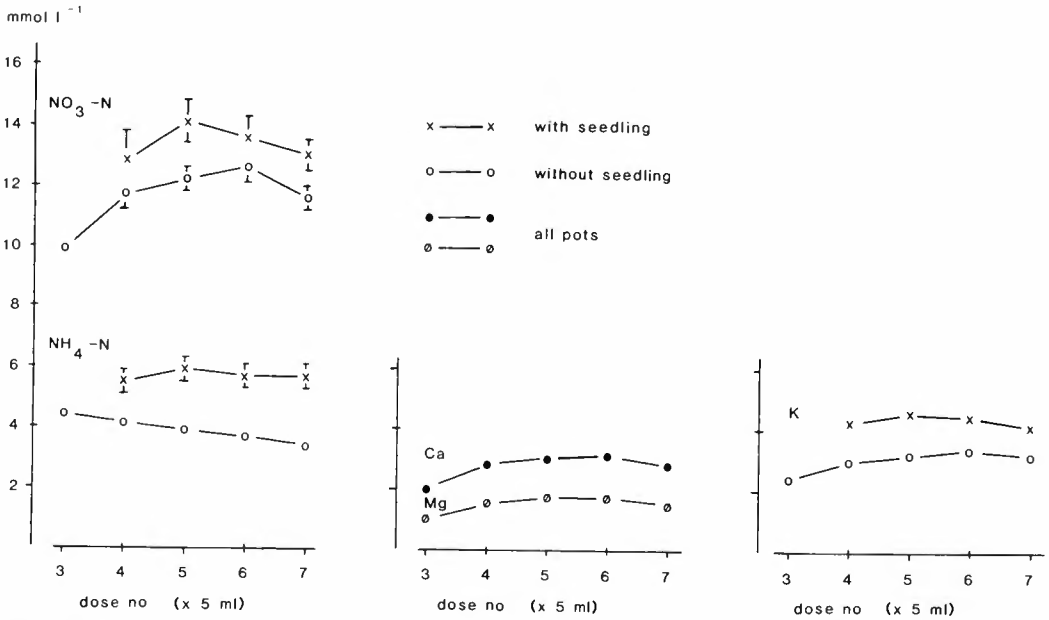 mmol l⁻¹
16
14
12
10
8
6
4
2
NO₃ -N
NH₄ -N
3 4 5 6 7
dose no (x 5 ml)
x — x with seedling
o — o without seedling
● — ● all pots
ø — ø
Ca
Mg
3 4 5 6 7
dose no (x 5 ml)
K
3 4 5 6 7
dose no (x 5 ml)